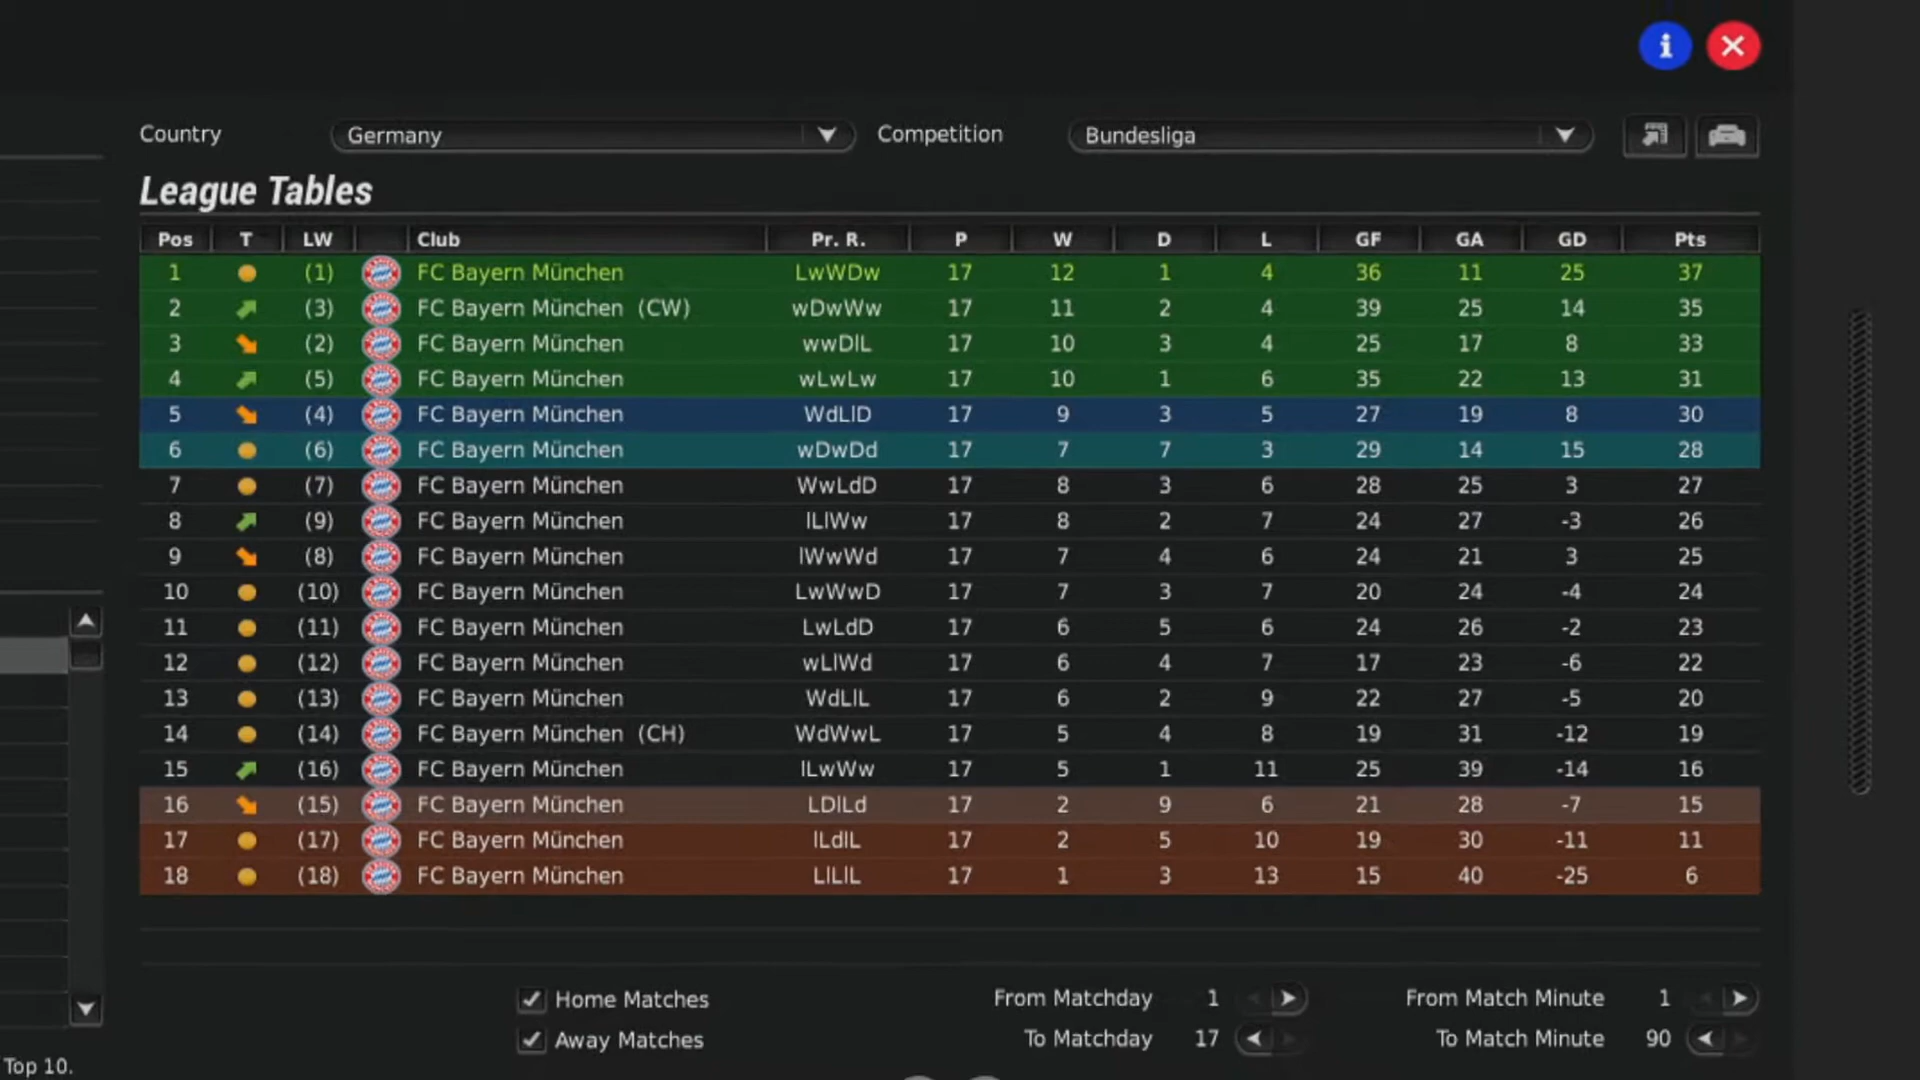 Country Germany Competition Bundesliga
League Tables
Pos T LW Club Pr. R. P W D L GF GA GD Pts
1 (1) FC Bayern München LwWDw 17 12 1 4 36 11 25 37
2 (3) FC Bayern München (CW) wDwWw 17 11 2 4 39 25 14 35
3 (2) FC Bayern München wwDlL 17 10 3 4 25 17 8 33
4 (5) FC Bayern München wLwLw 17 10 1 6 35 22 13 31
5 (4) FC Bayern München WdLlD 17 9 3 5 27 19 8 30
6 (6) FC Bayern München wDwDd 17 7 7 3 29 14 15 28
7 (7) FC Bayern München WwLdD 17 8 3 6 28 25 3 27
8 (9) FC Bayern München lLlWw 17 8 2 7 24 27 -3 26
9 (8) FC Bayern München lWwWd 17 7 4 6 24 21 3 25
10 (10) FC Bayern München LwWwD 17 7 3 7 20 24 -4 24
11 (11) FC Bayern München LwLdD 17 6 5 6 24 26 -2 23
12 (12) FC Bayern München wLlWd 17 6 4 7 17 23 -6 22
13 (13) FC Bayern München WdLlL 17 6 2 9 22 27 -5 20
14 (14) FC Bayern München (CH) WdWwL 17 5 4 8 19 31 -12 19
15 (16) FC Bayern München lLwWw 17 5 1 11 25 39 -14 16
16 (15) FC Bayern München LDlLd 17 2 9 6 21 28 -7 15
17 (17) FC Bayern München lLdlL 17 2 5 10 19 30 -11 11
18 (18) FC Bayern München LlLlL 17 1 3 13 15 40 -25 6
Home Matches From Matchday 1 From Match Minute 1
Away Matches To Matchday 17 To Match Minute 90
Top 10.